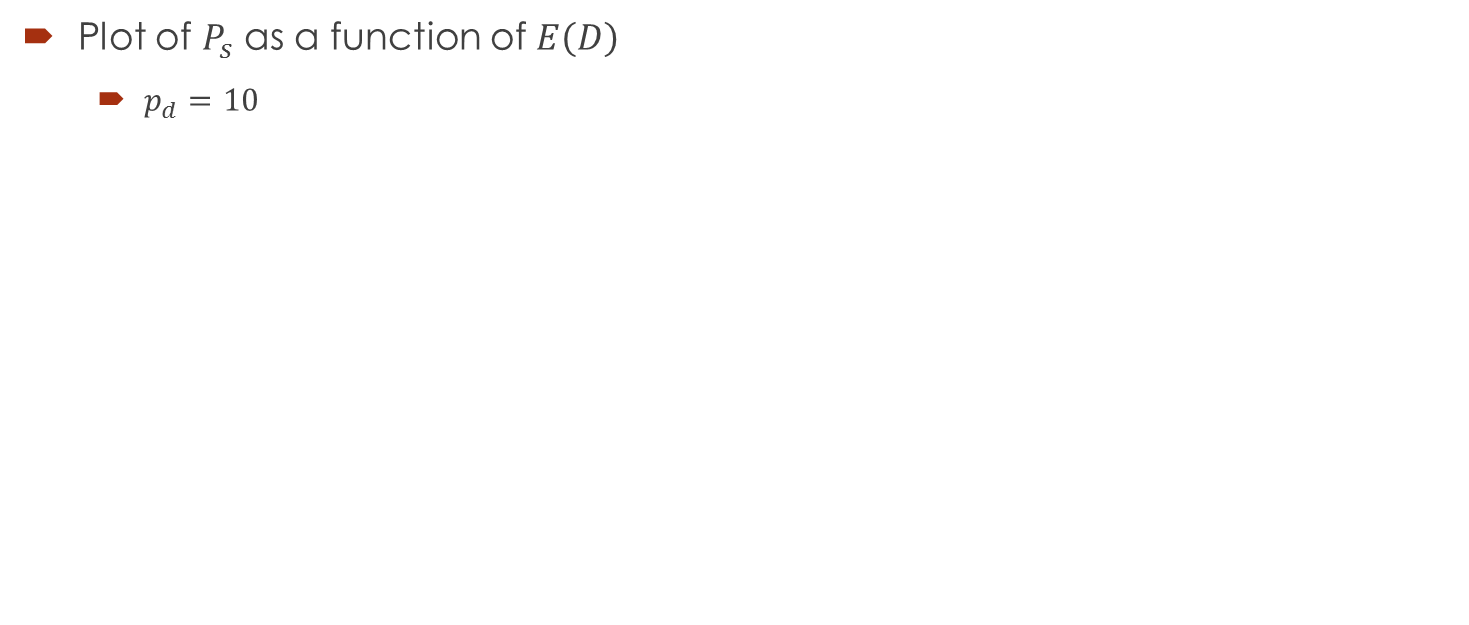 Plot of P_s as a function of E(D)
p_d = 10